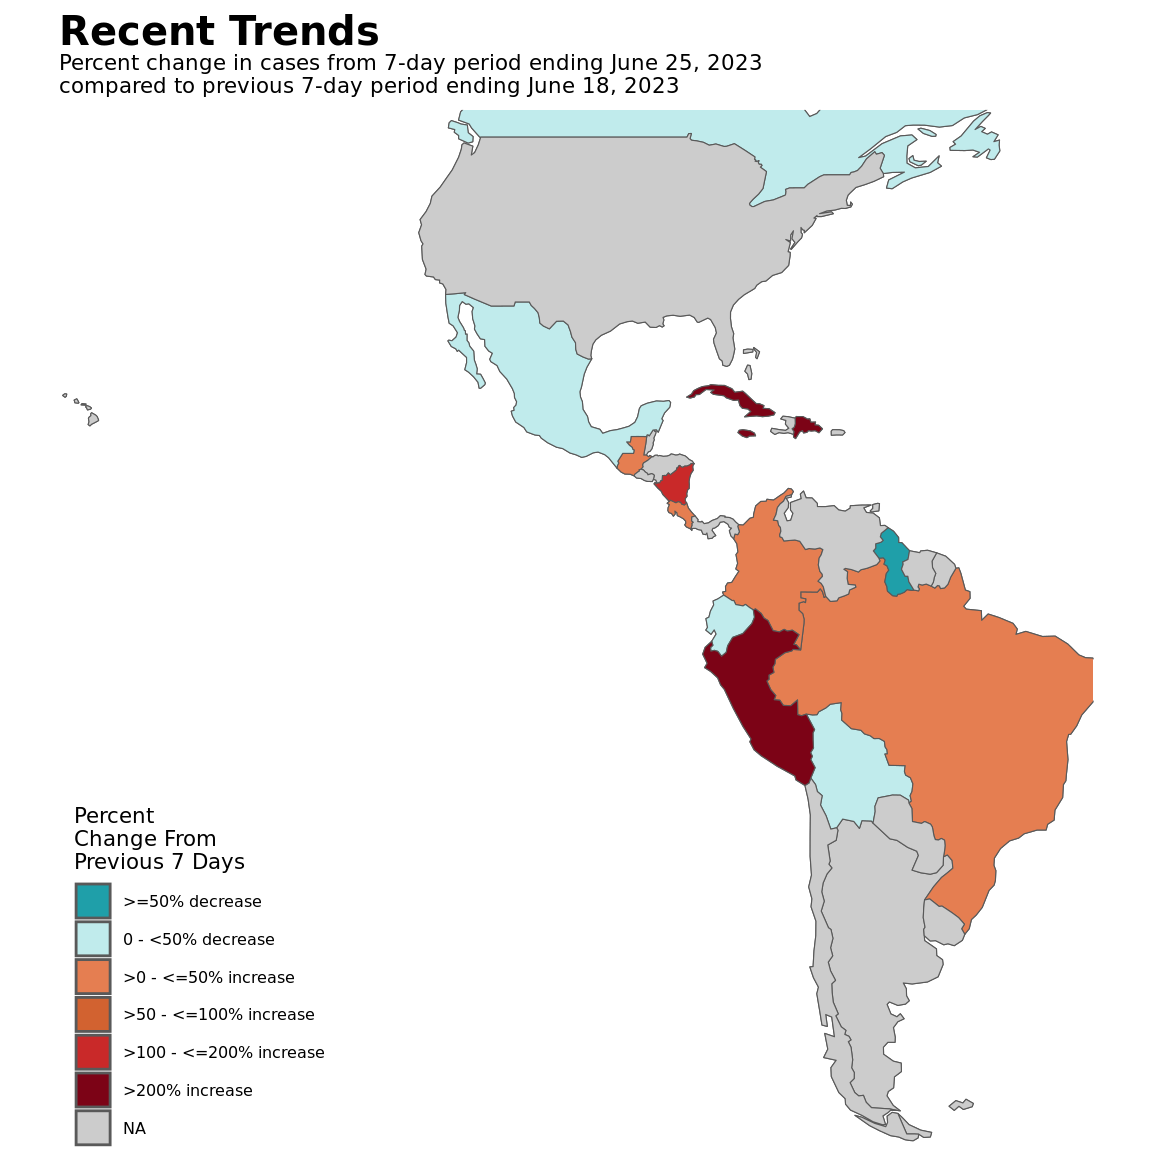 Recent Trends
Percent change in cases from 7-day period ending June 25, 2023
compared to previous 7-day period ending June 18, 2023
Percent
Change From
Previous 7 Days
>=50% decrease
0 - <50% decrease
>0 - <=50% increase
>50 - <=100% increase
>100 - <=200% increase
>200% increase
NA